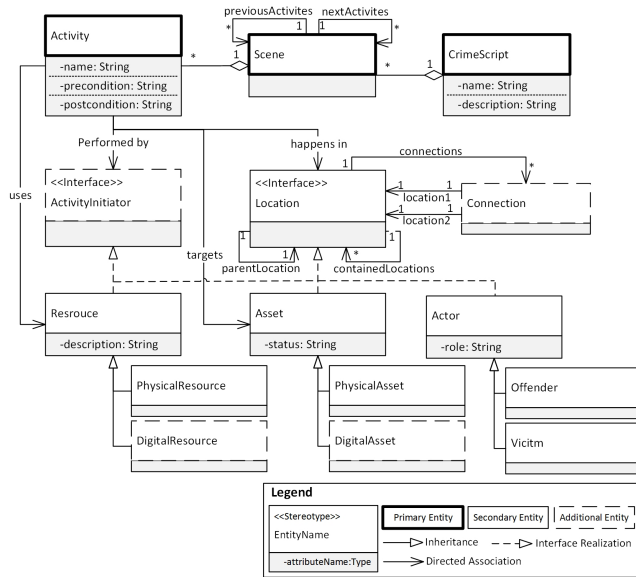 previousActivites
nextActivites
1
1
*
*
Activity
-name: String
-precondition: String
-postcondition: String
*
1
Scene
*
1
CrimeScript
-name: String
-description: String
Performed by
happens in
connections
1
*
uses
<<Interface>>
ActivityInitiator
<<Interface>>
Location
1
1
location1
1
1
location2
Connection
1
1
parentLocation
*
1
containedLocations
targets
Resrouce
-description: String
Asset
-status: String
Actor
-role: String
PhysicalResource
DigitalResource
PhysicalAsset
DigitalAsset
Offender
Vicitm
Legend
<<Stereotype>>
EntityName
-attributeName:Type
Primary Entity
Secondary Entity
Additional Entity
Inheritance
Interface Realization
Directed Association